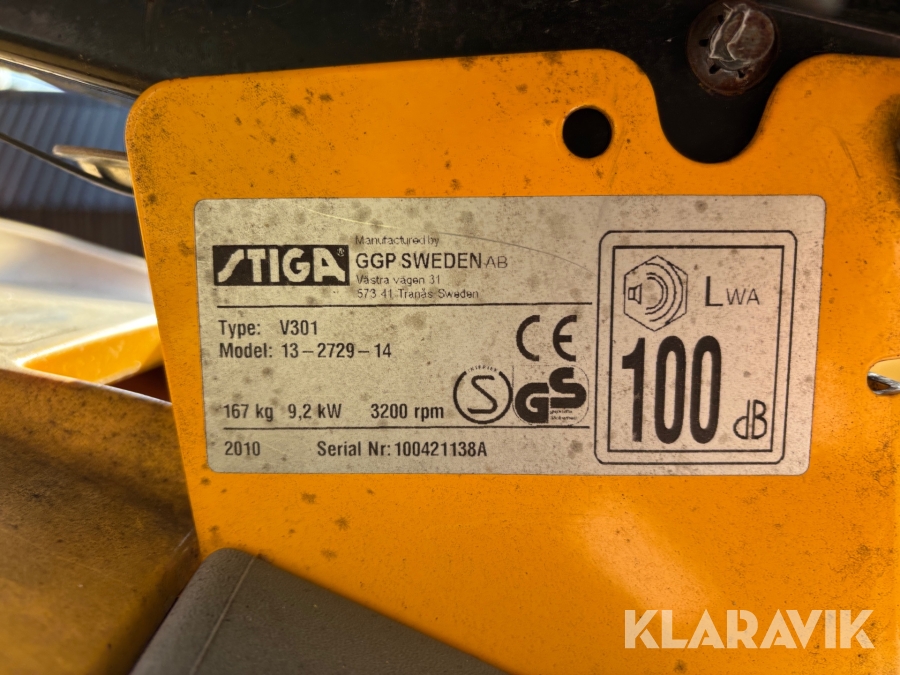 STIGA
Manufactured by
GGP SWEDEN AB
Västra vägen 31
573 41 Tranås Sweden
Type: V301
Model: 13-2729-14
167 kg 9,2 kW 3200 rpm
2010 Serial Nr: 100421138A
CE
S
GS
LWA
100
dB
KLARAVIK